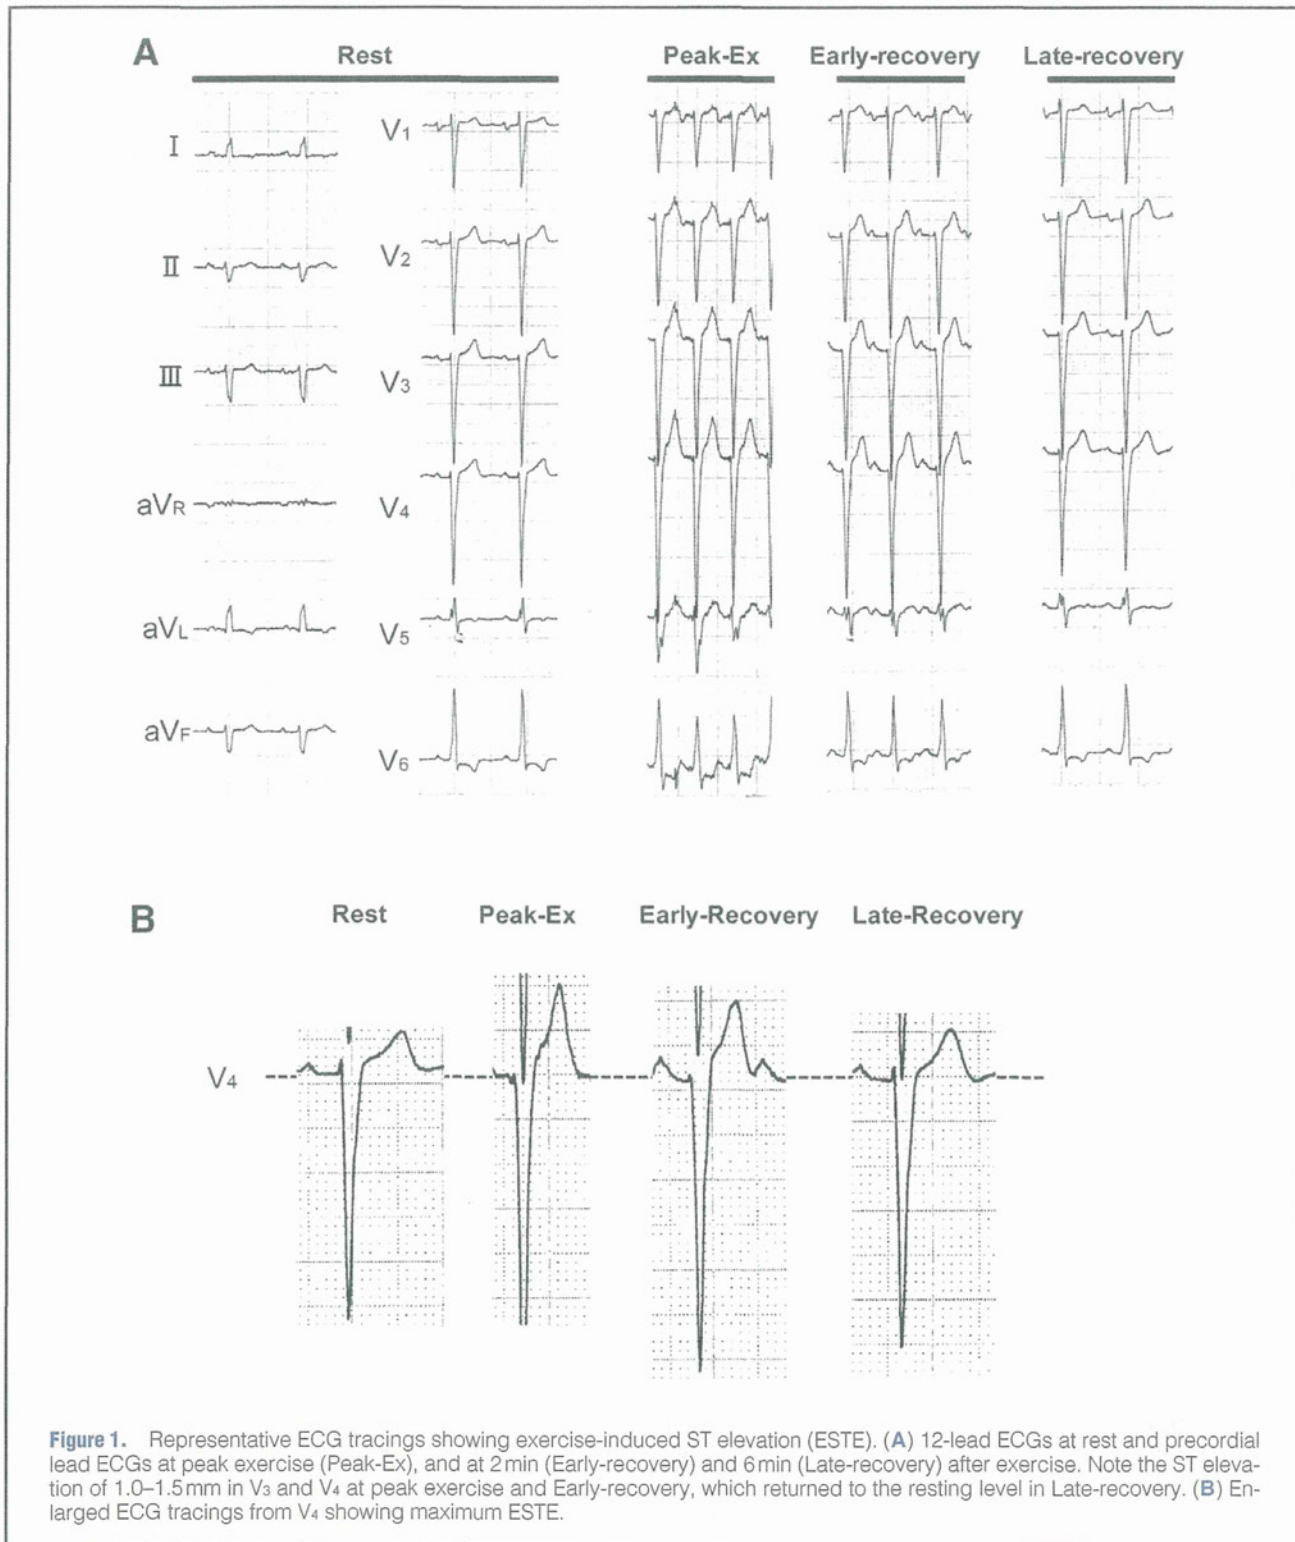 A
Rest
Peak-Ex
Early-recovery
Late-recovery
I
V1
II
V2
III
V3
aVR
V4
aVL
V5
aVF
V6
B
Rest
Peak-Ex
Early-Recovery
Late-Recovery
V4
Figure 1. Representative ECG tracings showing exercise-induced ST elevation (ESTE). (A) 12-lead ECGs at rest and precordial
lead ECGs at peak exercise (Peak-Ex), and at 2 min (Early-recovery) and 6 min (Late-recovery) after exercise. Note the ST eleva-
tion of 1.0–1.5 mm in V3 and V4 at peak exercise and Early-recovery, which returned to the resting level in Late-recovery. (B) En-
larged ECG tracings from V4 showing maximum ESTE.